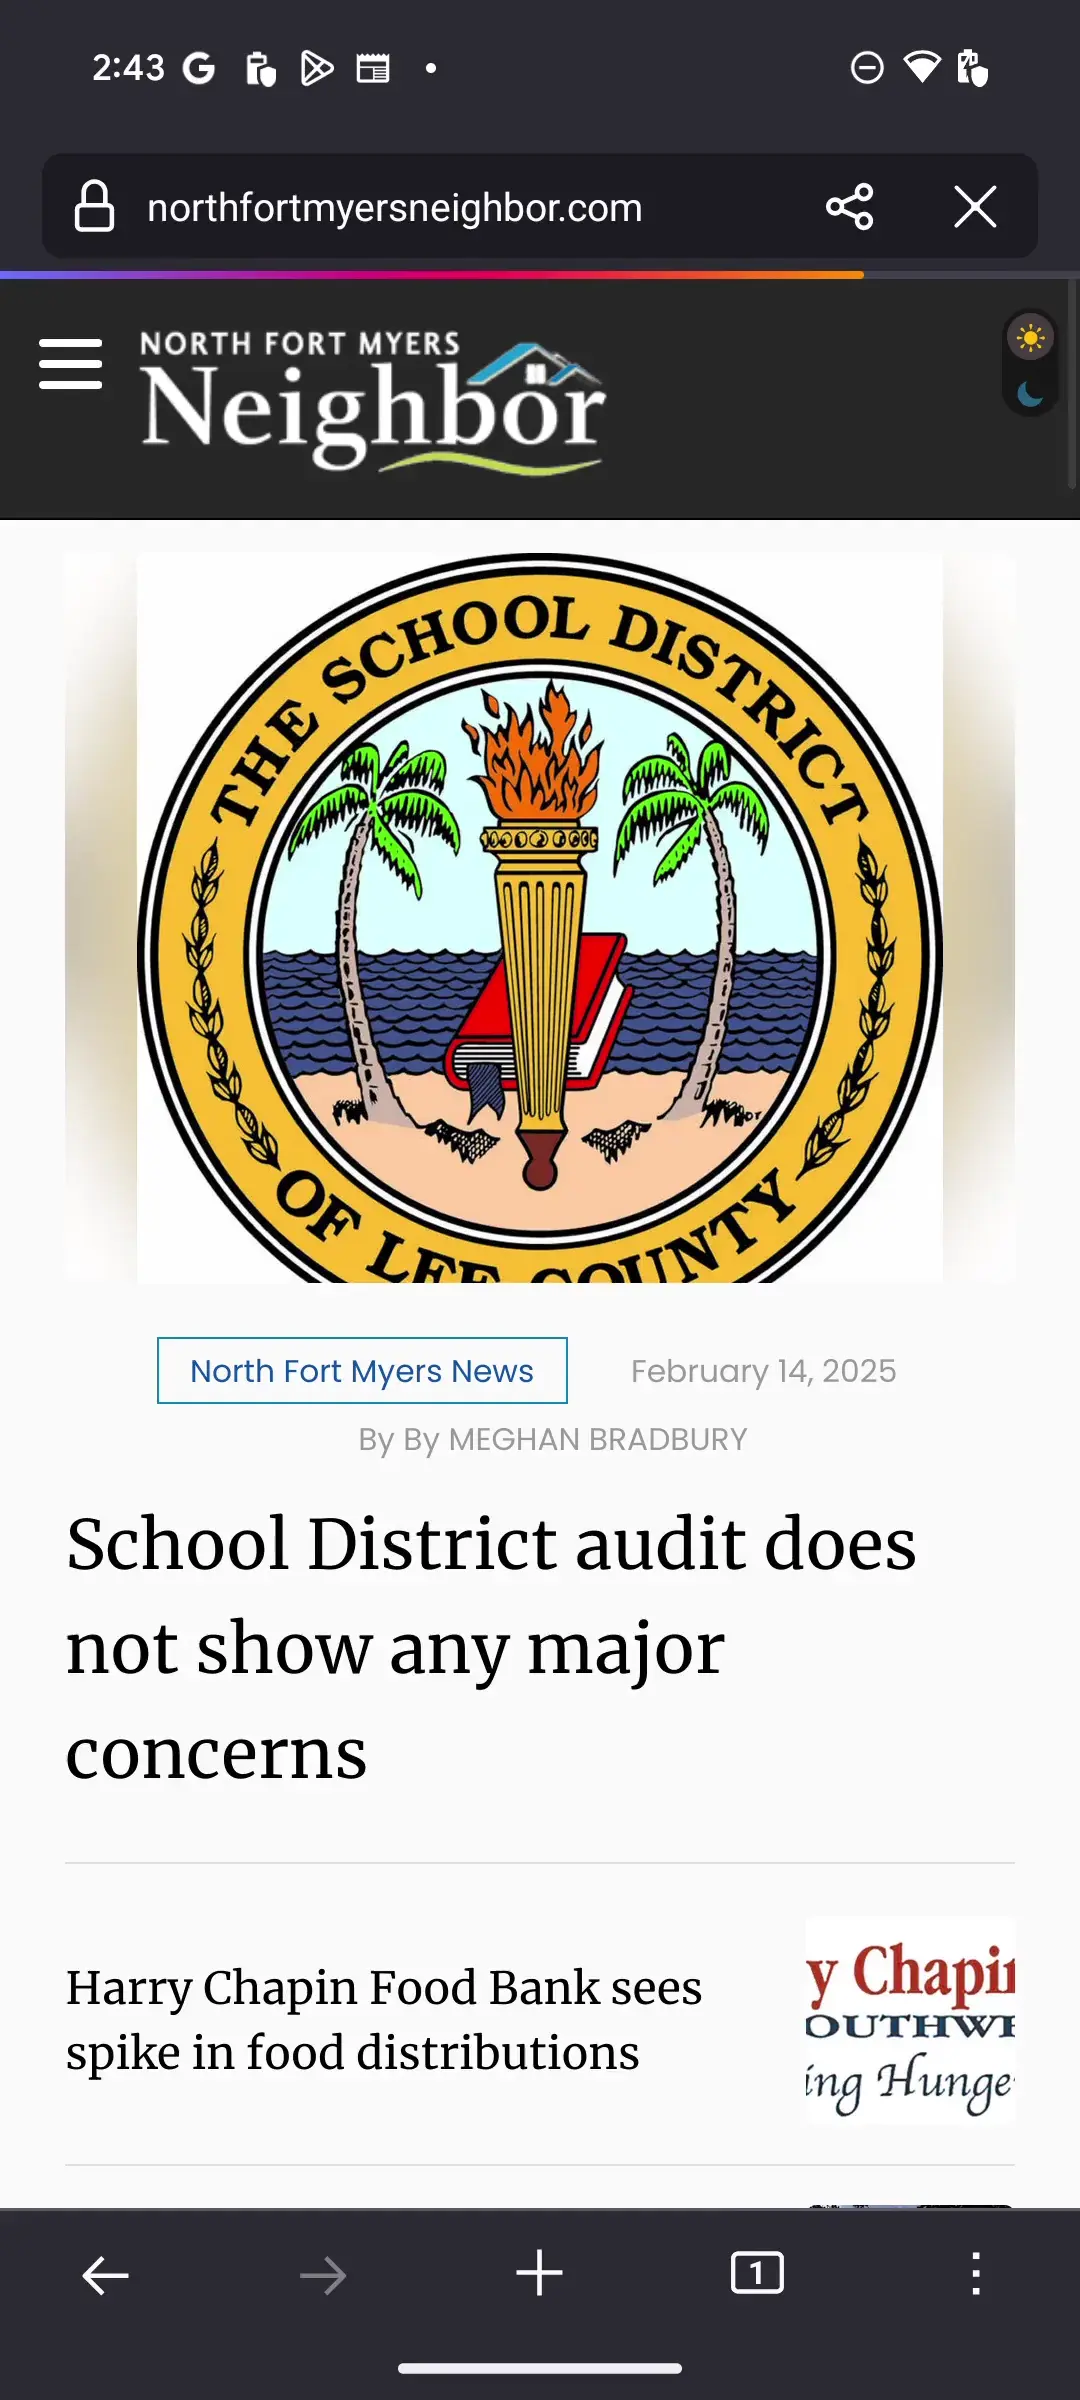 2:43
northfortmyersneighbor.com
NORTH FORT MYERS
Neighbor
THE SCHOOL DISTRICT
OF LEE COUNTY
North Fort Myers News
February 14, 2025
By By MEGHAN BRADBURY
School District audit does
not show any major
concerns
Harry Chapin Food Bank sees
spike in food distributions
y Chapin
OUTHWE
ing Hunge
1